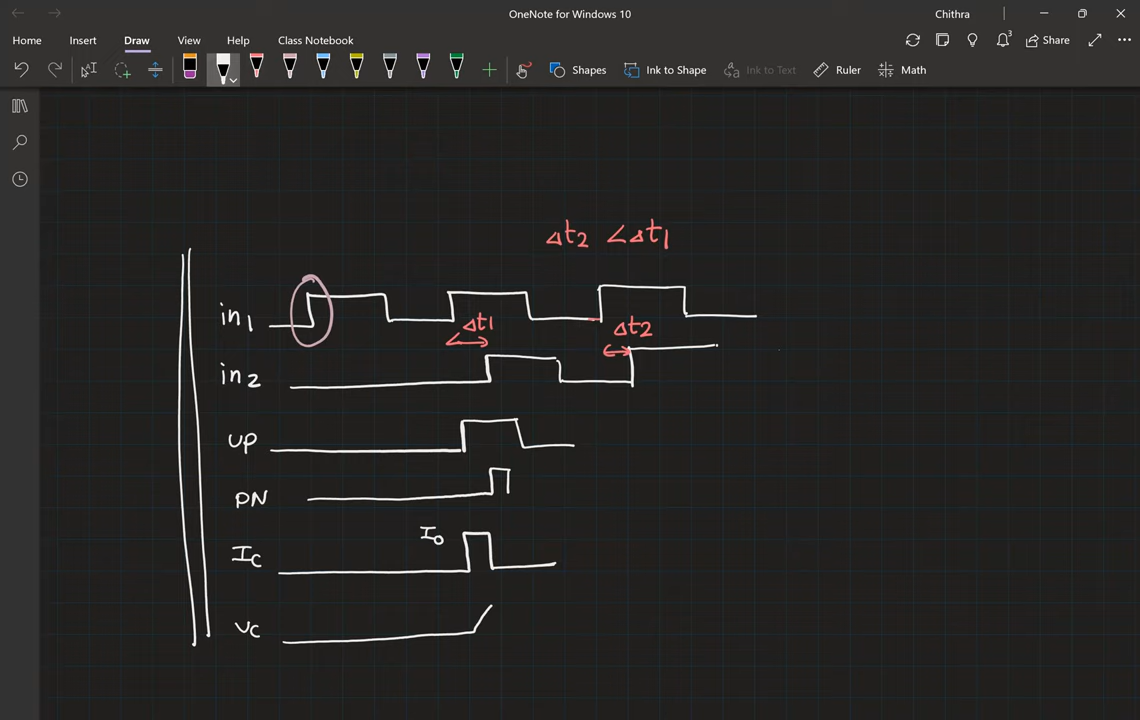 OneNote for Windows 10
Chithra
Home Insert Draw View Help Class Notebook
3 Share
Shapes Ink to Shape Ink to Text Ruler Math
Δt2 <Δt1
in1
Δt1
Δt2
in2
UP
DN
I0
IC
VC